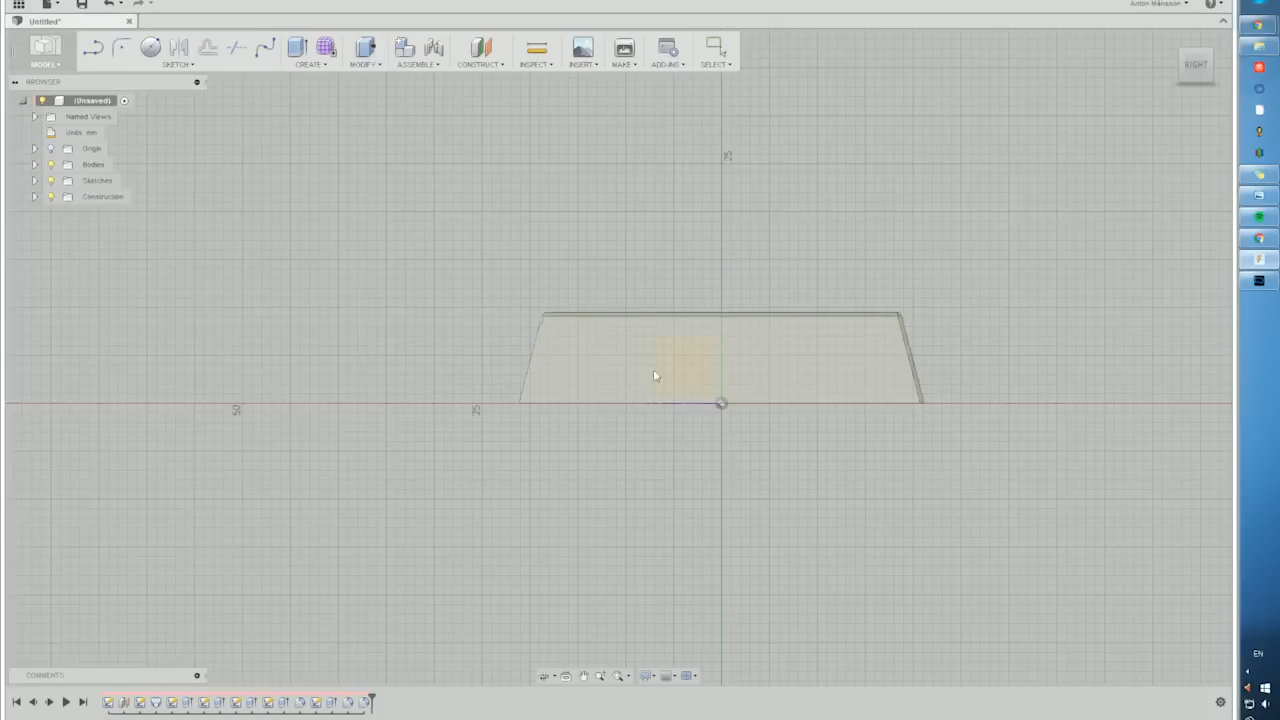 Anton Månsson
Untitled*
MODEL
SKETCH
CREATE
MODIFY
ASSEMBLE
CONSTRUCT
INSPECT
INSERT
MAKE
ADD-INS
SELECT
BROWSER
(Unsaved)
Named Views
Units: mm
Origin
Bodies
Sketches
Construction
RIGHT
25
50
25
COMMENTS
EN